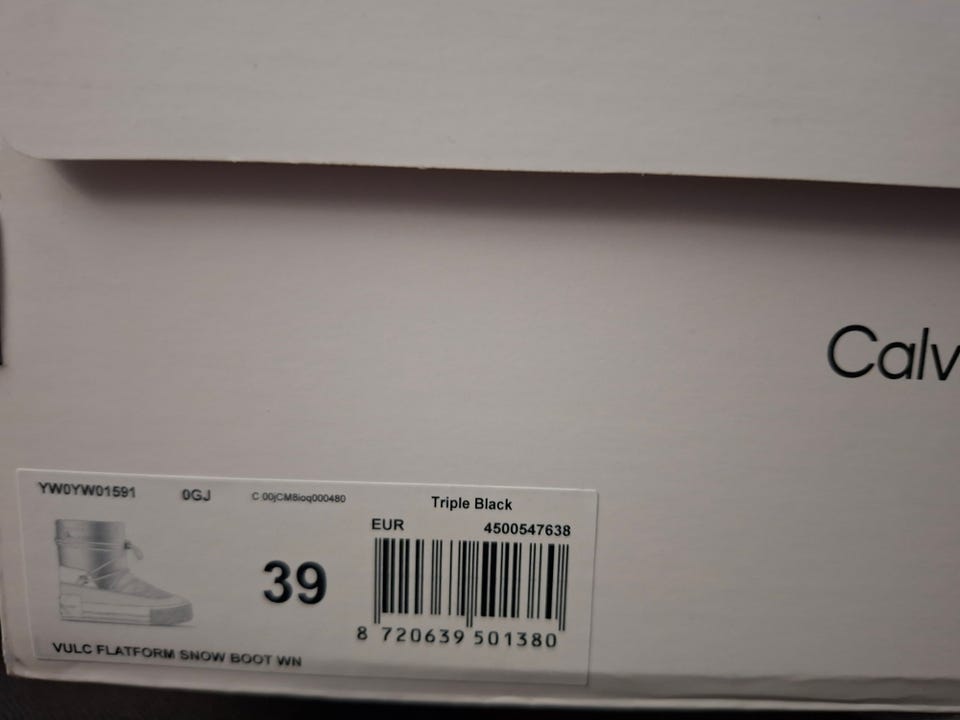 Calv
YW0YW01591 0GJ C 00jCM8ioq000480 Triple Black
EUR 4500547638
39
8 720639 501380
VULC FLATFORM SNOW BOOT WN